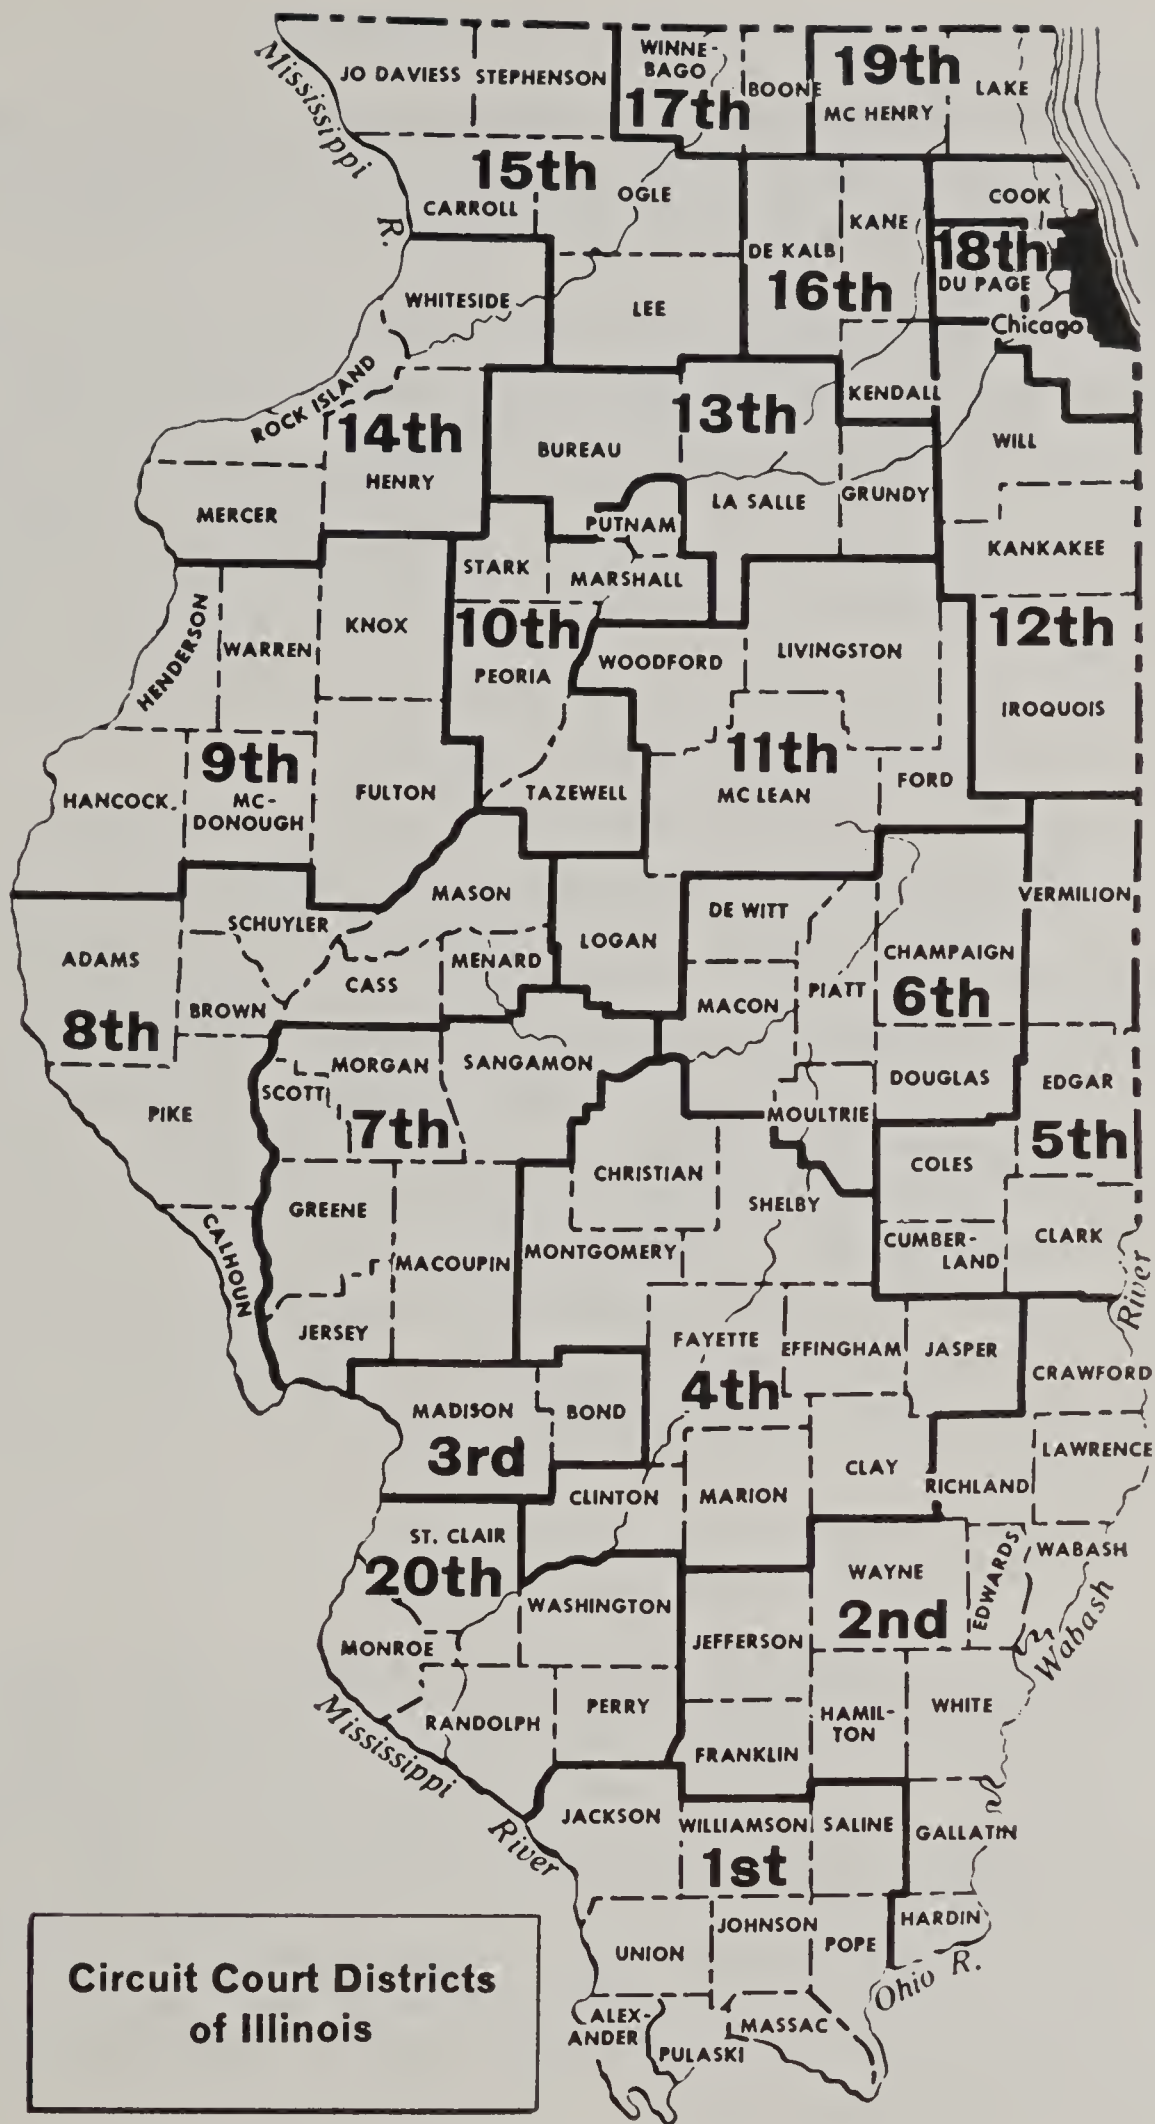 WINNE-
BAGO
19th
LAKE
Mississippi
R.
JO DAVIESS
STEPHENSON
17th
BOONE
MC HENRY
15th
OGLE
CARROLL
COOK
KANE
DE KALB
18th
DU PAGE
16th
WHITESIDE
LEE
Chicago
ROCK ISLAND
KENDALL
14th
13th
BUREAU
WILL
HENRY
LA SALLE
GRUNDY
MERCER
PUTNAM
KANKAKEE
STARK
MARSHALL
HENDERSON
WARREN
KNOX
10th
PEORIA
WOODFORD
LIVINGSTON
12th
IROQUOIS
9th
11th
HANCOCK
MC-
DONOUGH
FULTON
TAZEWELL
MC LEAN
FORD
MASON
VERMILION
SCHUYLER
DE WITT
ADAMS
LOGAN
CHAMPAIGN
MENARD
CASS
BROWN
8th
MACON
PIATT
6th
MORGAN
SANGAMON
SCOTT
DOUGLAS
EDGAR
PIKE
7th
MOULTRIE
5th
COLES
CHRISTIAN
GREENE
SHELBY
CALHOUN
MACOUPIN
MONTGOMERY
CUMBER-
LAND
CLARK
River
JERSEY
FAYETTE
EFFINGHAM
JASPER
CRAWFORD
4th
MADISON
BOND
3rd
LAWRENCE
CLAY
RICHLAND
CLINTON
MARION
ST. CLAIR
20th
WAYNE
EDWARDS
WABASH
WASHINGTON
2nd
Wabash
MONROE
JEFFERSON
RANDOLPH
PERRY
HAMIL-
TON
WHITE
Mississippi
River
FRANKLIN
JACKSON
WILLIAMSON
SALINE
GALLATIN
1st
JOHNSON
HARDIN
UNION
POPE
Ohio R.
ALEX-
ANDER
MASSAC
PULASKI
Circuit Court Districts
of Illinois